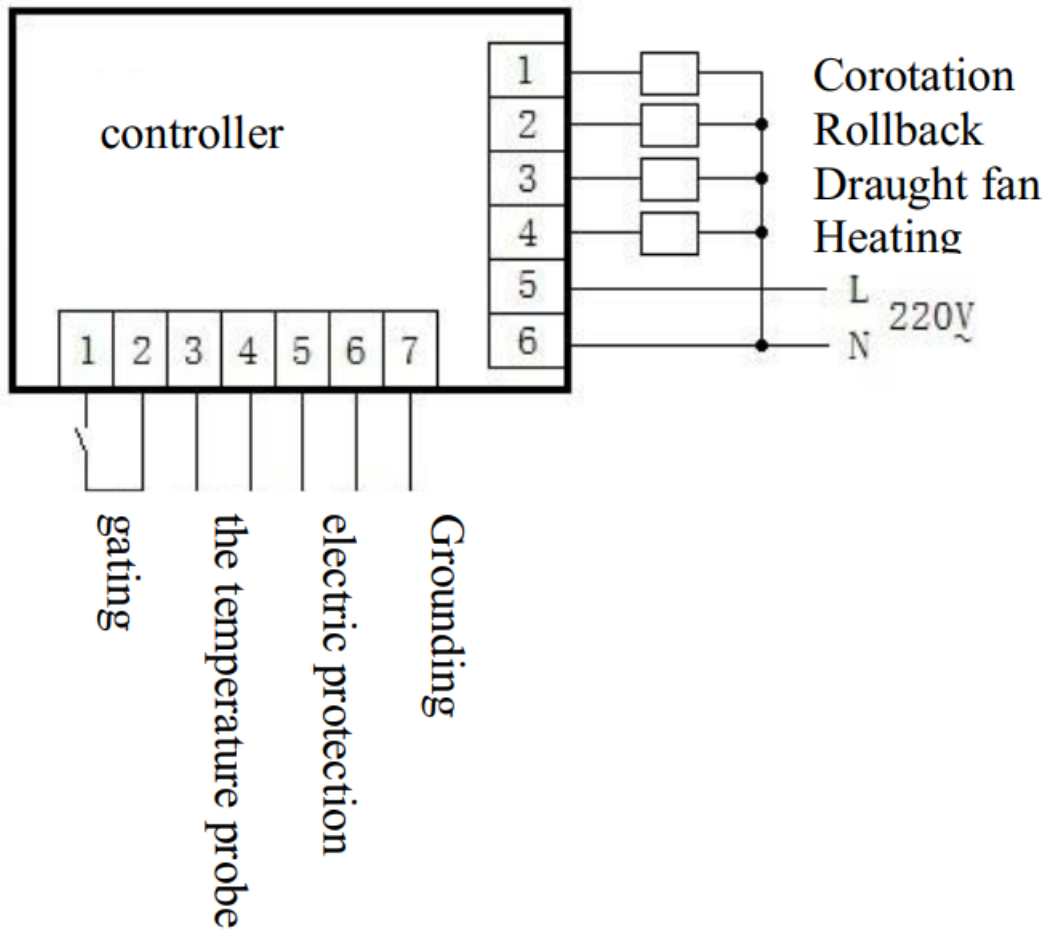 controller
1
2
3
4
5
6
Corotation
Rollback
Draught fan
Heating
L
220V
~
N
1 2 3 4 5 6 7
gating
the temperature probe
electric protection
Grounding